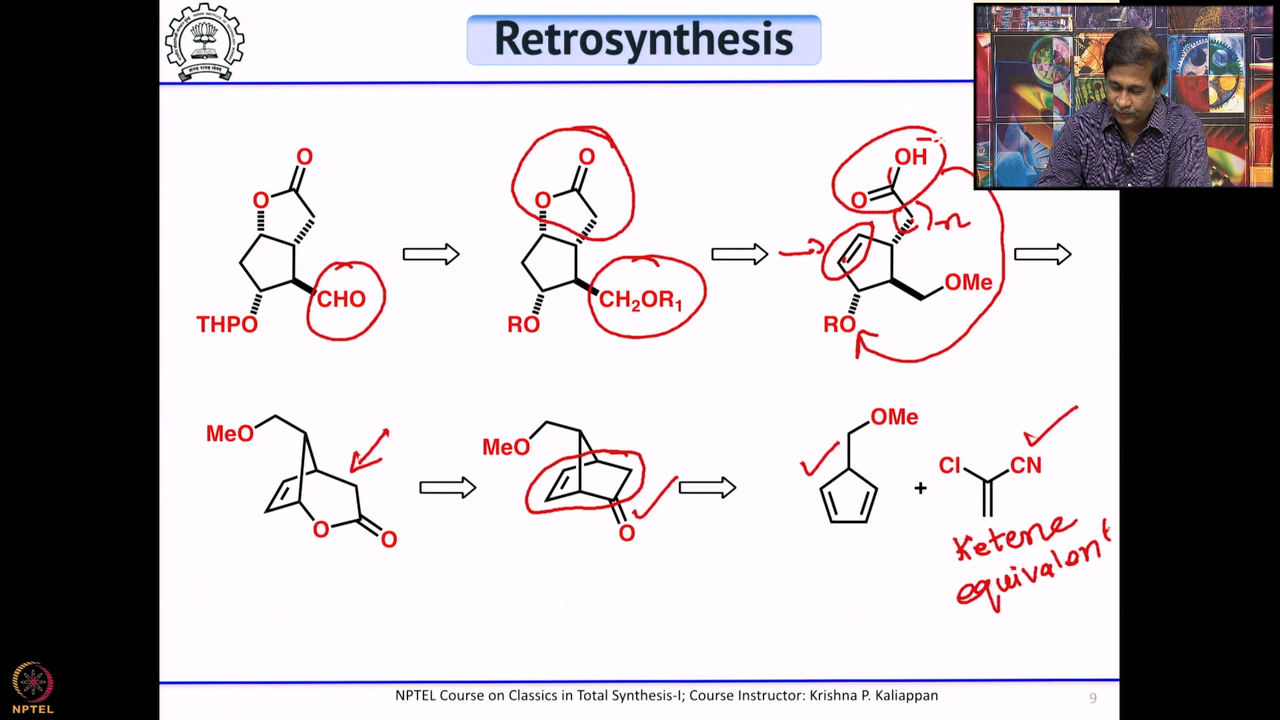 Retrosynthesis
O
O
CHO
THPO
O
O
CH2OR1
RO
OH
O
n
OMe
RO
MeO
O
O
MeO
O
OMe
+
Cl
CN
Ketene
equivalent
NPTEL
NPTEL Course on Classics in Total Synthesis-I; Course Instructor: Krishna P. Kaliappan
9